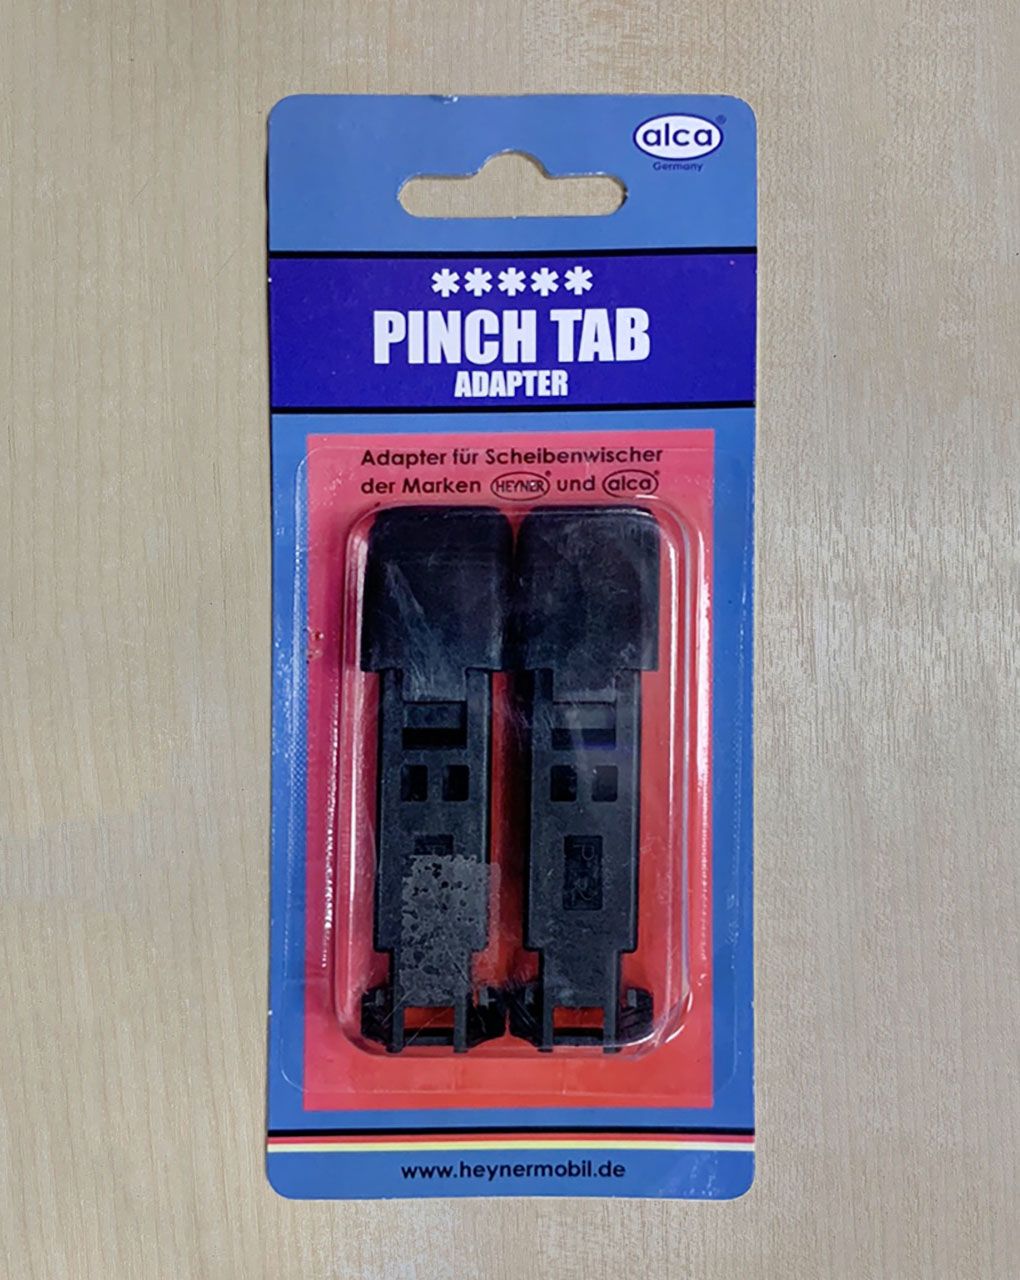 alca®
Germany
*****
PINCH TAB
ADAPTER
Adapter für Scheibenwischer
der Marken HEYNER® und alca®
www.heynermobil.de